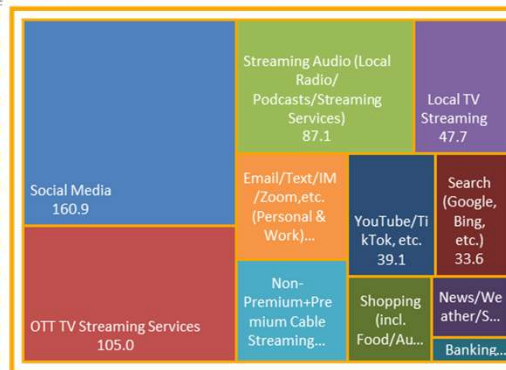 Social Media
160.9
OTT TV Streaming Services
105.0
Streaming Audio (Local
Radio/
Podcasts/Streaming
Services)
87.1
Local TV
Streaming
47.7
Email/Text/IM
/Zoom,etc.
(Personal &
Work)...
Non-
Premium+Pre
mium Cable
Streaming...
YouTube/Ti
kTok, etc.
39.1
Search
(Google,
Bing,
etc.)
33.6
Shopping
(incl.
Food/Au...
News/We
ather/S...
Banking...